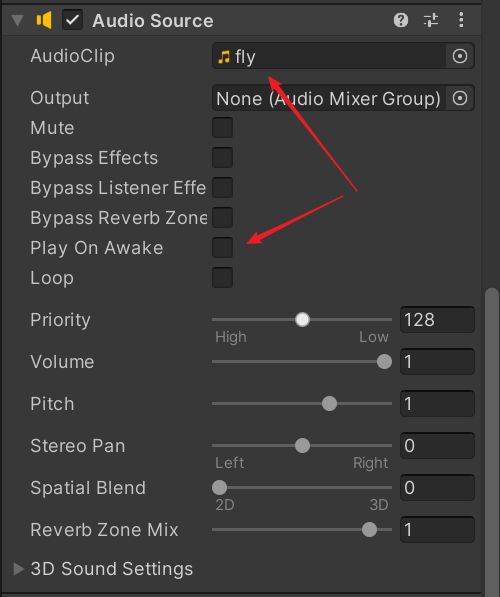 Audio Source
AudioClip fly
Output None (Audio Mixer Group)
Mute
Bypass Effects
Bypass Listener Effe
Bypass Reverb Zone
Play On Awake
Loop
Priority 128
High Low
Volume 1
Pitch 1
Stereo Pan 0
Left Right
Spatial Blend 0
2D 3D
Reverb Zone Mix 1
3D Sound Settings